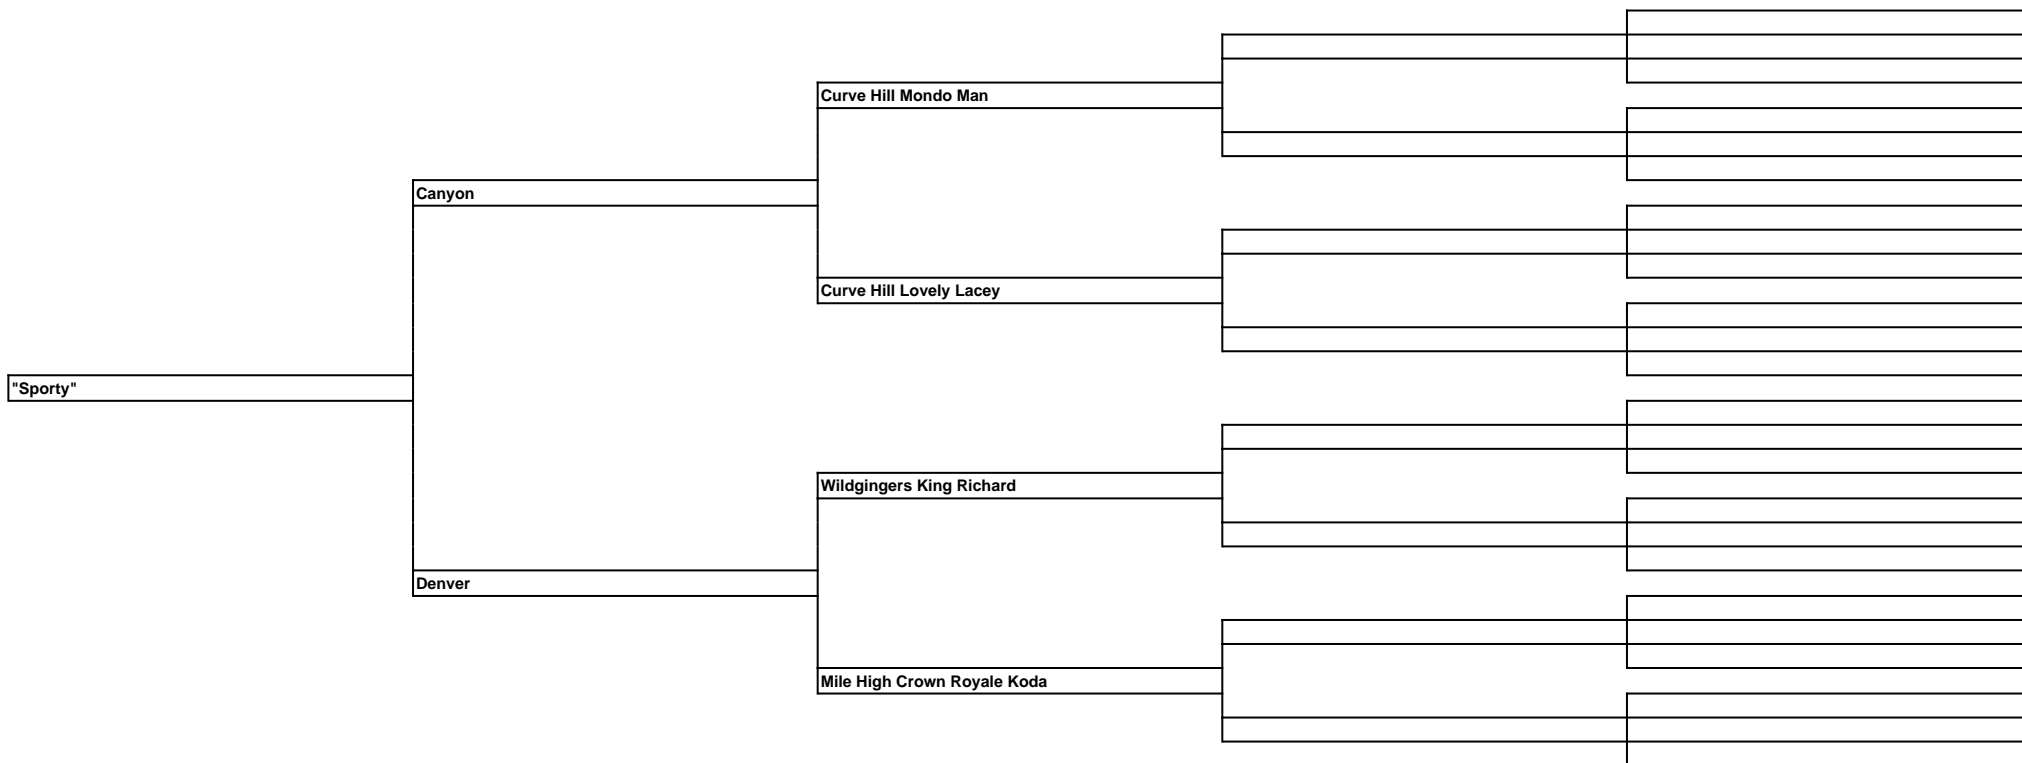 Curve Hill Mondo Man
Canyon
Curve Hill Lovely Lacey
"Sporty"
Wildgingers King Richard
Denver
Mile High Crown Royale Koda